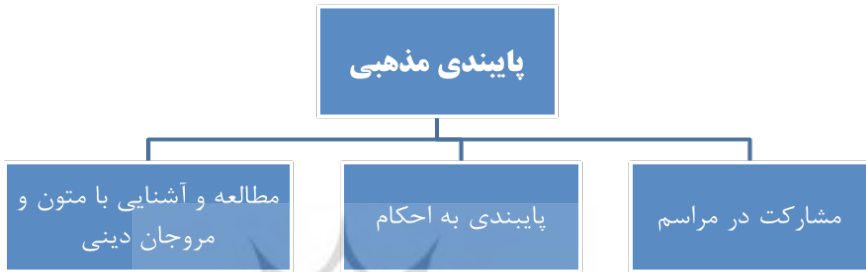 پایبندی مذهبی
مشارکت در مراسم
پایبندی به احکام
مطالعه و آشنایی با متون و
مروجان دینی